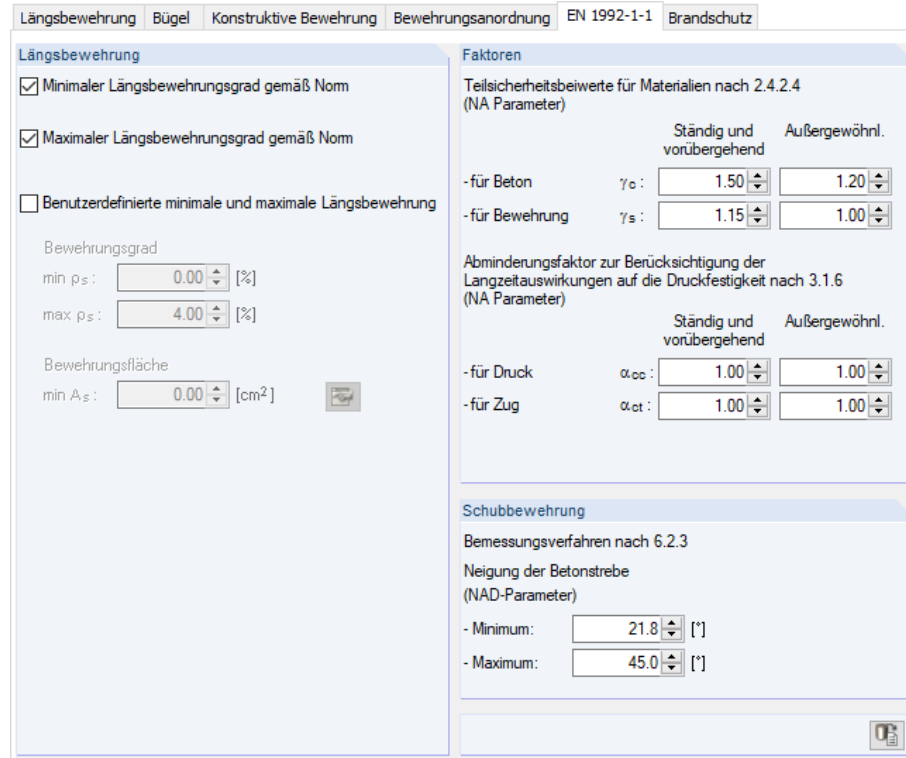 Längsbewehrung Bügel Konstruktive Bewehrung Bewehrungsanordnung EN 1992-1-1 Brandschutz
Längsbewehrung
Minimaler Längsbewehrungsgrad gemäß Norm
Maximaler Längsbewehrungsgrad gemäß Norm
Benutzerdefinierte minimale und maximale Längsbewehrung
Bewehrungsgrad
min ρs : 0.00 [%]
max ρs : 4.00 [%]
Bewehrungsfläche
min As : 0.00 [cm²]
Faktoren
Teilsicherheitsbeiwerte für Materialien nach 2.4.2.4
(NA Parameter)
Ständig und Außergewöhnl.
vorübergehend
- für Beton γc : 1.50 1.20
- für Bewehrung γs : 1.15 1.00
Abminderungsfaktor zur Berücksichtigung der
Langzeitauswirkungen auf die Druckfestigkeit nach 3.1.6
(NA Parameter)
Ständig und Außergewöhnl.
vorübergehend
- für Druck αcc : 1.00 1.00
- für Zug αct : 1.00 1.00
Schubbewehrung
Bemessungsverfahren nach 6.2.3
Neigung der Betonstrebe
(NAD-Parameter)
- Minimum: 21.8 [°]
- Maximum: 45.0 [°]